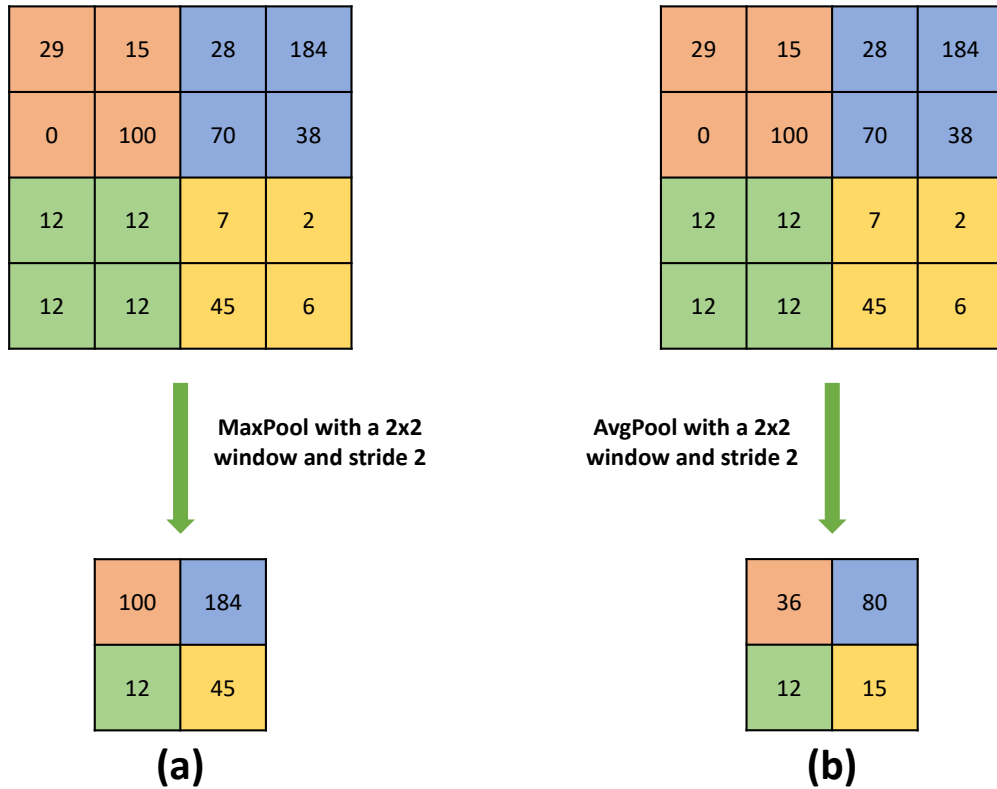 29 15 28 184
0 100 70 38
12 12 7 2
12 12 45 6
MaxPool with a 2x2
window and stride 2
100 184
12 45
(a)
29 15 28 184
0 100 70 38
12 12 7 2
12 12 45 6
AvgPool with a 2x2
window and stride 2
36 80
12 15
(b)